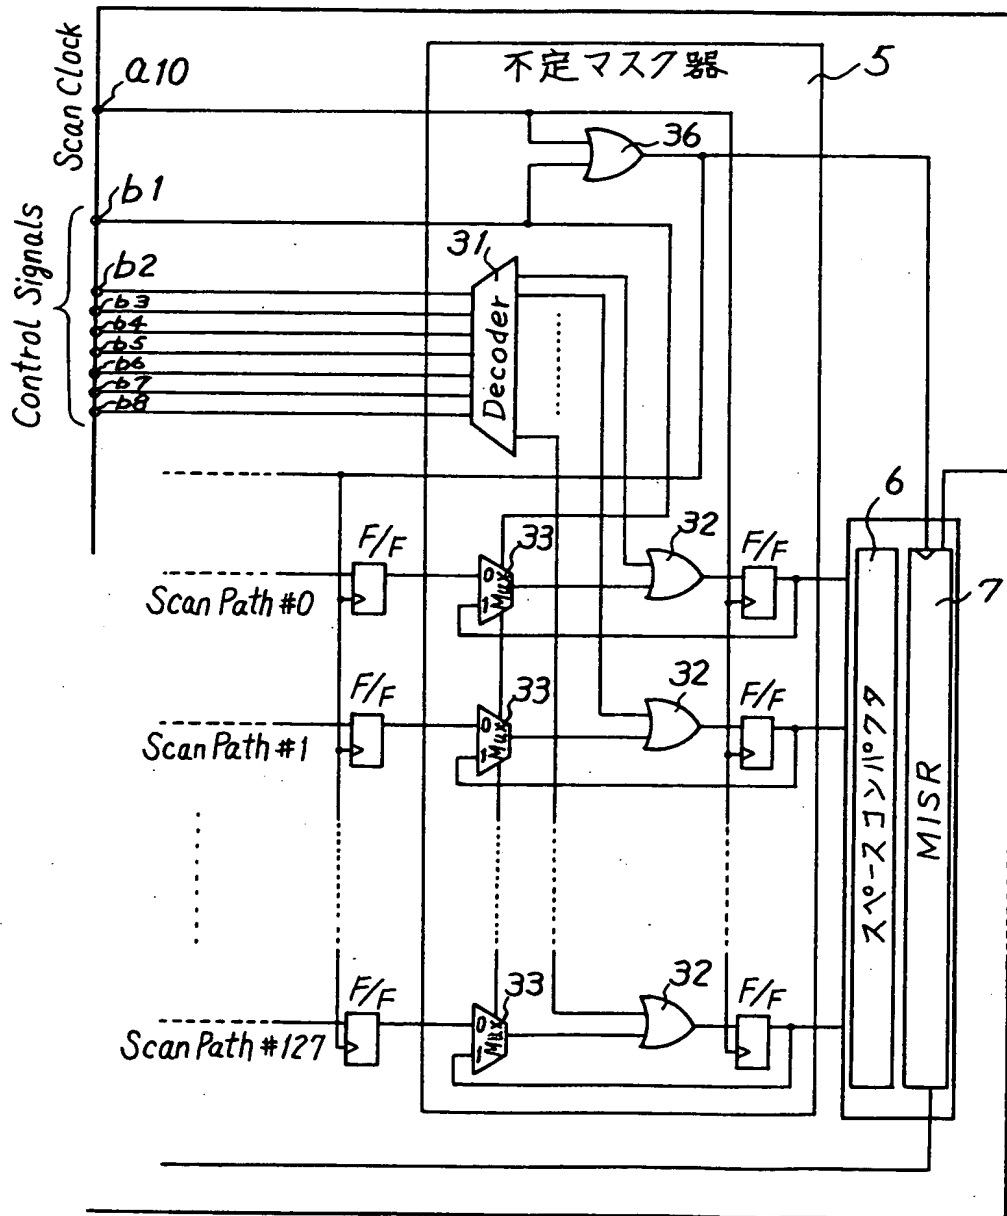 Scan Clock
a10
不定マスク器
5
36
b1
Control Signals
31
b2
b3
b4
b5
b6
b7
b8
Decoder
6
7
F/F
0
1
Mux
33
32
F/F
Scan Path #0
F/F
0
1
Mux
33
32
F/F
Scan Path #1
スペースコンパクタ
MISR
F/F
0
1
Mux
33
32
F/F
Scan Path #127